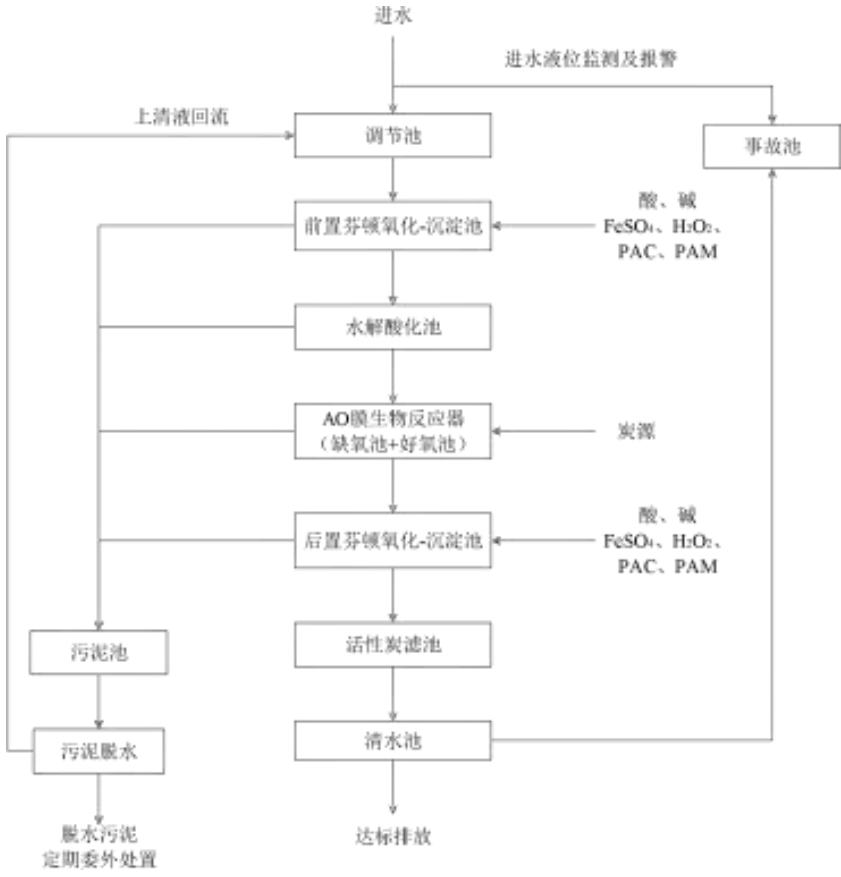 进水
进水液位监测及报警
上清液回流
调节池
事故池
酸、碱
前置芬顿氧化-沉淀池
FeSO₄、H₂O₂、
PAC、PAM
水解酸化池
AO膜生物反应器
（缺氧池+好氧池）
炭源
酸、碱
后置芬顿氧化-沉淀池
FeSO₄、H₂O₂、
PAC、PAM
污泥池
活性炭滤池
污泥脱水
清水池
脱水污泥
定期委外处置
达标排放